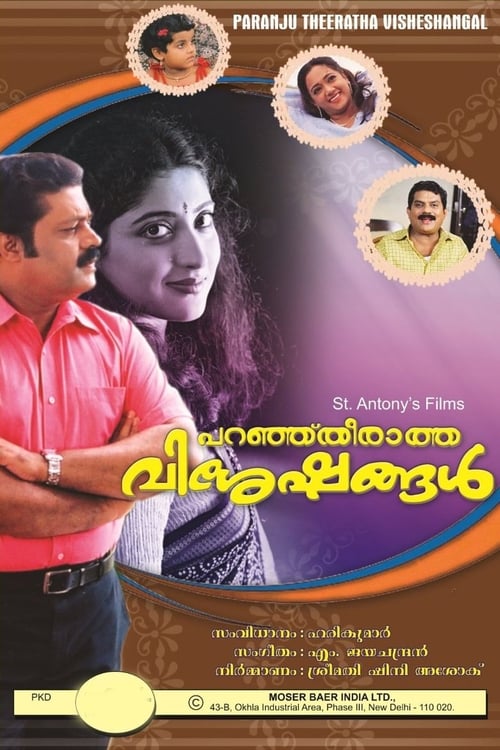 PARANJU THEERATHA VISHESHANGAL
St. Antony's Films
പറഞ്ഞ്തീരാത്ത
വിശേഷങ്ങൾ
സംവിധാനം : ഹരികുമാർ
സംഗീതം : എം. ജയചന്ദ്രൻ
നിർമ്മാണം : ശ്രീമതി ഷിനി അശോക്
PKD
© MOSER BAER INDIA LTD.,
43-B, Okhla Industrial Area, Phase III, New Delhi - 110 020.